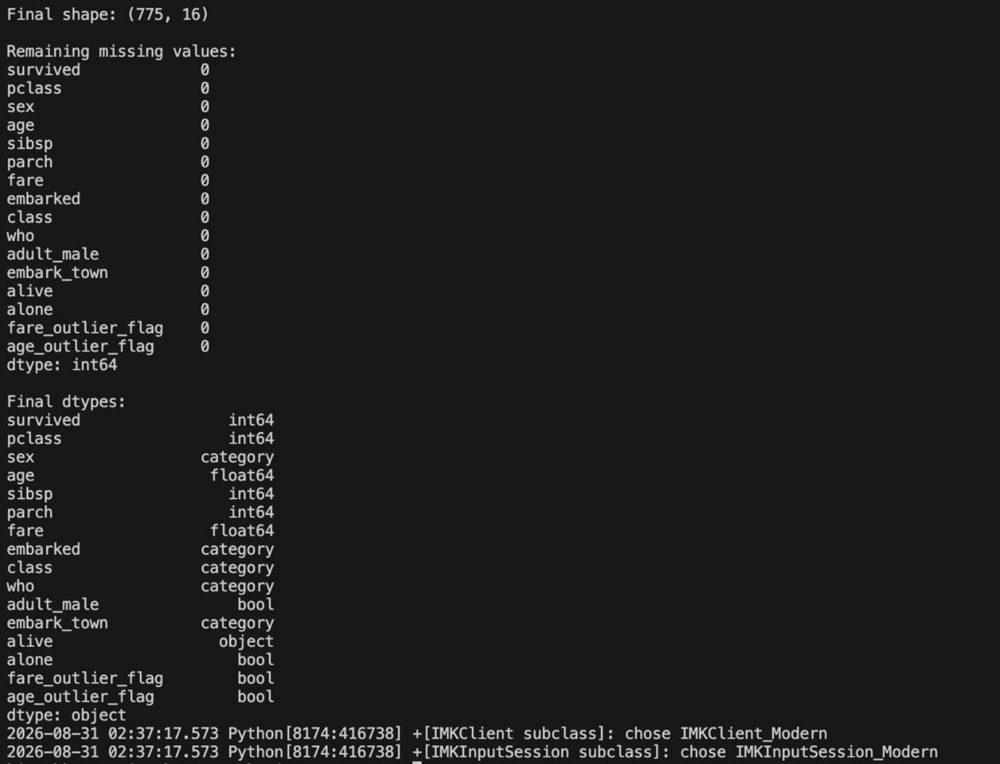 Final shape: (775, 16)
Remaining missing values:
survived 0
pclass 0
sex 0
age 0
sibsp 0
parch 0
fare 0
embarked 0
class 0
who 0
adult_male 0
embark_town 0
alive 0
alone 0
fare_outlier_flag 0
age_outlier_flag 0
dtype: int64
Final dtypes:
survived int64
pclass int64
sex category
age float64
sibsp int64
parch int64
fare float64
embarked category
class category
who category
adult_male bool
embark_town category
alive object
alone bool
fare_outlier_flag bool
age_outlier_flag bool
dtype: object
2026-08-31 02:37:17.573 Python[8174:416738] +[IMKClient subclass]: chose IMKClient_Modern
2026-08-31 02:37:17.573 Python[8174:416738] +[IMKInputSession subclass]: chose IMKInputSession_Modern